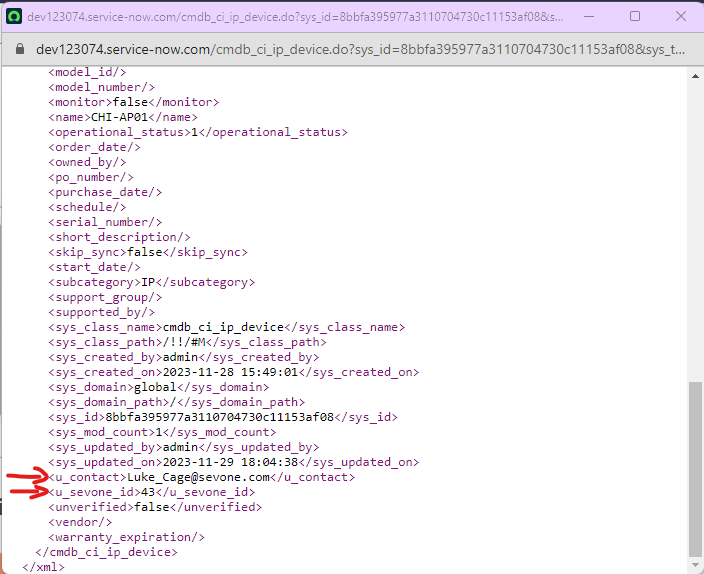 dev123074.service-now.com/cmdb_ci_ip_device.do?sys_id=8bbfa395977a3110704730c11153af08&s...
dev123074.service-now.com/cmdb_ci_ip_device.do?sys_id=8bbfa395977a3110704730c11153af08&sys_t...
<model_id/>
<model_number/>
<monitor>false</monitor>
<name>CHI-AP01</name>
<operational_status>1</operational_status>
<order_date/>
<owned_by/>
<po_number/>
<purchase_date/>
<schedule/>
<serial_number/>
<short_description/>
<skip_sync>false</skip_sync>
<start_date/>
<subcategory>IP</subcategory>
<support_group/>
<supported_by/>
<sys_class_name>cmdb_ci_ip_device</sys_class_name>
<sys_class_path>/!!/#M</sys_class_path>
<sys_created_by>admin</sys_created_by>
<sys_created_on>2023-11-28 15:49:01</sys_created_on>
<sys_domain>global</sys_domain>
<sys_domain_path>/</sys_domain_path>
<sys_id>8bbfa395977a3110704730c11153af08</sys_id>
<sys_mod_count>1</sys_mod_count>
<sys_updated_by>admin</sys_updated_by>
<sys_updated_on>2023-11-29 18:04:38</sys_updated_on>
<u_contact>Luke_Cage@sevone.com</u_contact>
<u_sevone_id>43</u_sevone_id>
<unverified>false</unverified>
<vendor/>
<warranty_expiration/>
</cmdb_ci_ip_device>
</xml>